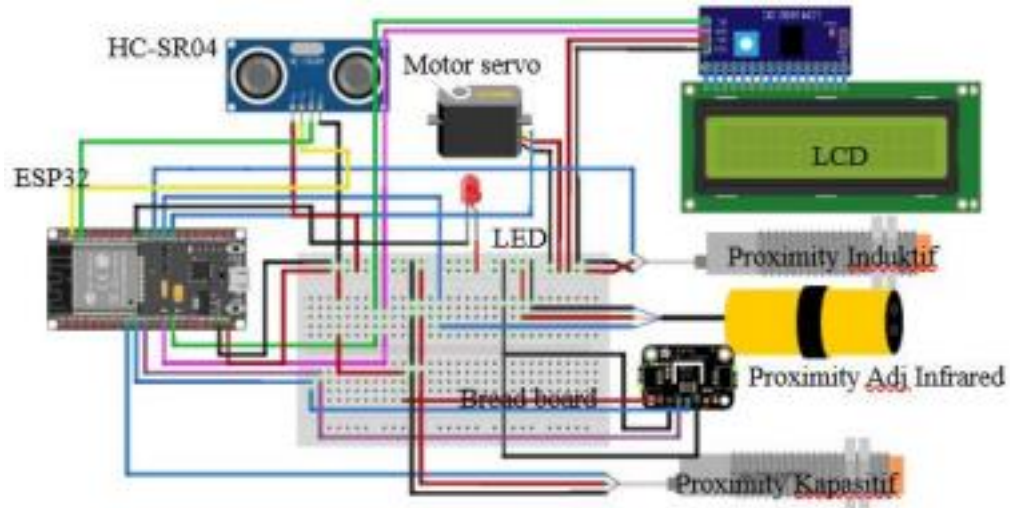 HC-SR04
Motor servo
ESP32
LCD
LED
Proximity Induktif
Proximity Adj Infrared
Bread board
Proximity Kapasitif